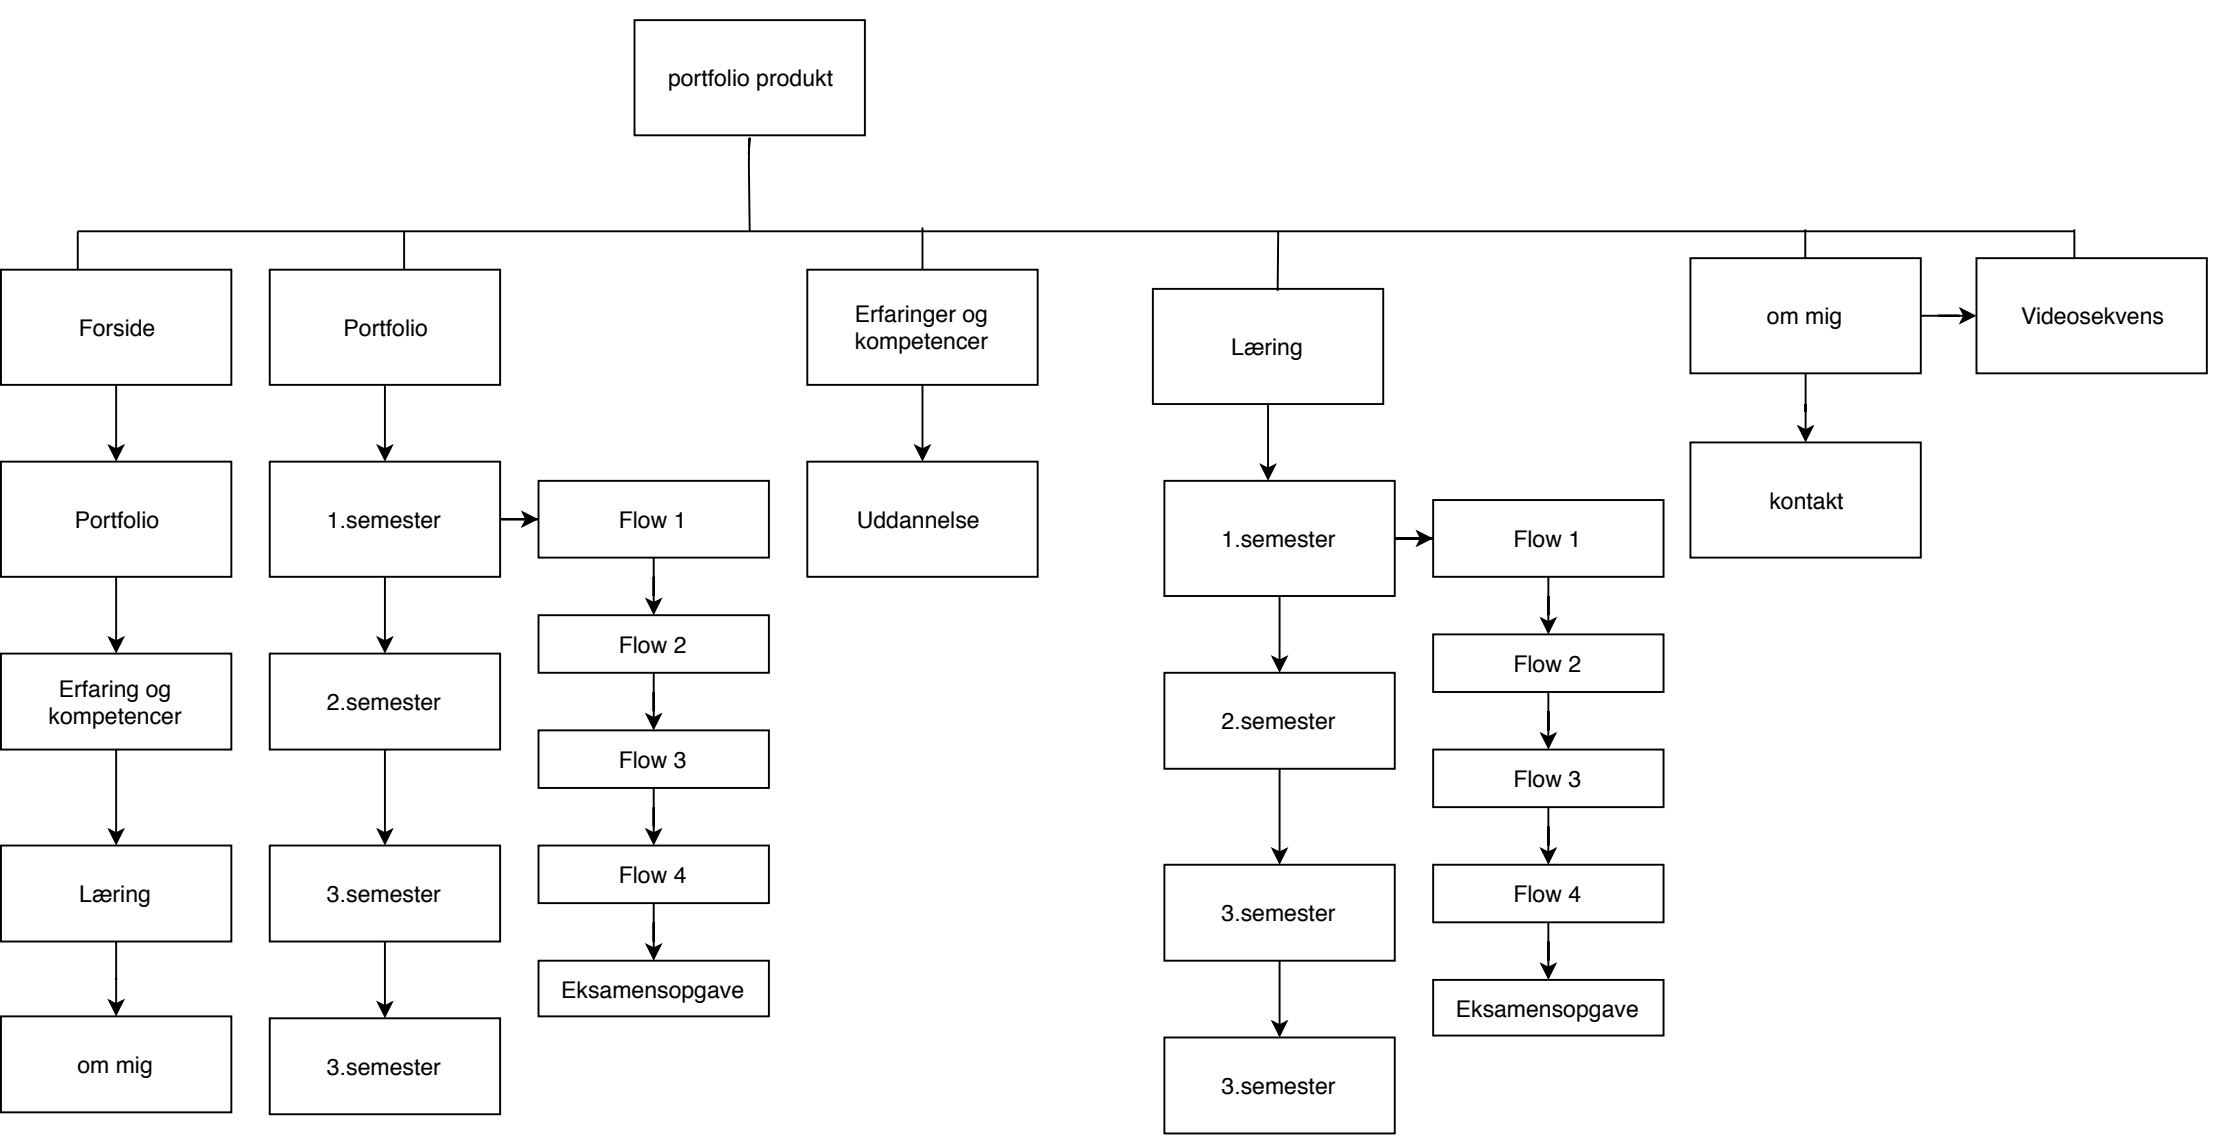 portfolio produkt
Forside
Portfolio
Erfaringer og
kompetencer
Læring
om mig
Videosekvens
Portfolio
1.semester
Flow 1
Uddannelse
1.semester
Flow 1
kontakt
Flow 2
Flow 2
Erfaring og
kompetencer
2.semester
2.semester
Flow 3
Flow 3
Læring
3.semester
Flow 4
3.semester
Flow 4
Eksamensopgave
Eksamensopgave
om mig
3.semester
3.semester